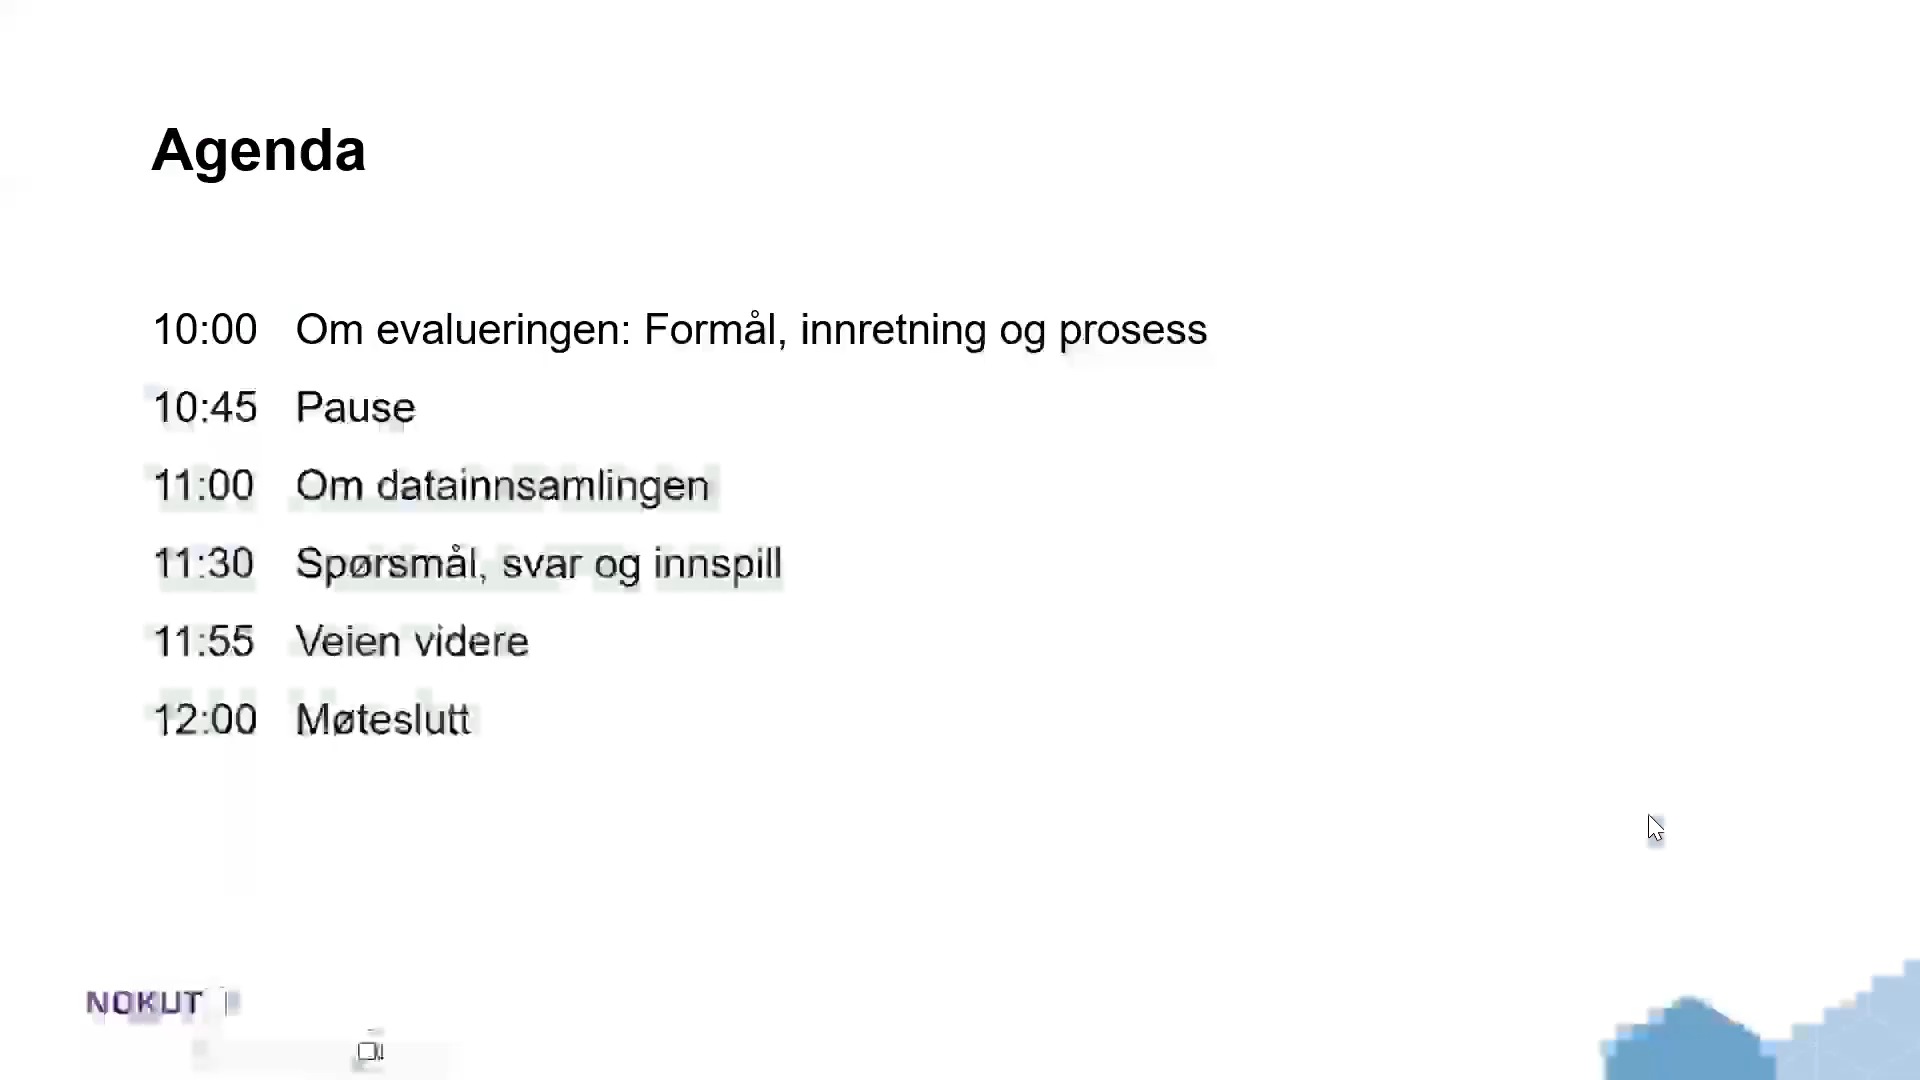 Agenda
10:00 Om evalueringen: Formål, innretning og prosess
10:45 Pause
11:00 Om datainnsamlingen
11:30 Spørsmål, svar og innspill
11:55 Veien videre
12:00 Møteslutt
NOKUT